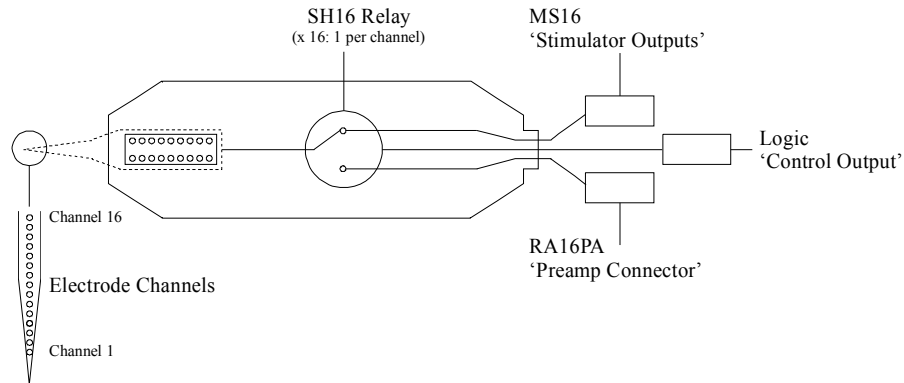 SH16 Relay
(x 16: 1 per channel)
MS16
‘Stimulator Outputs’
Logic
‘Control Output’
RA16PA
‘Preamp Connector’
Channel 16
Electrode Channels
Channel 1